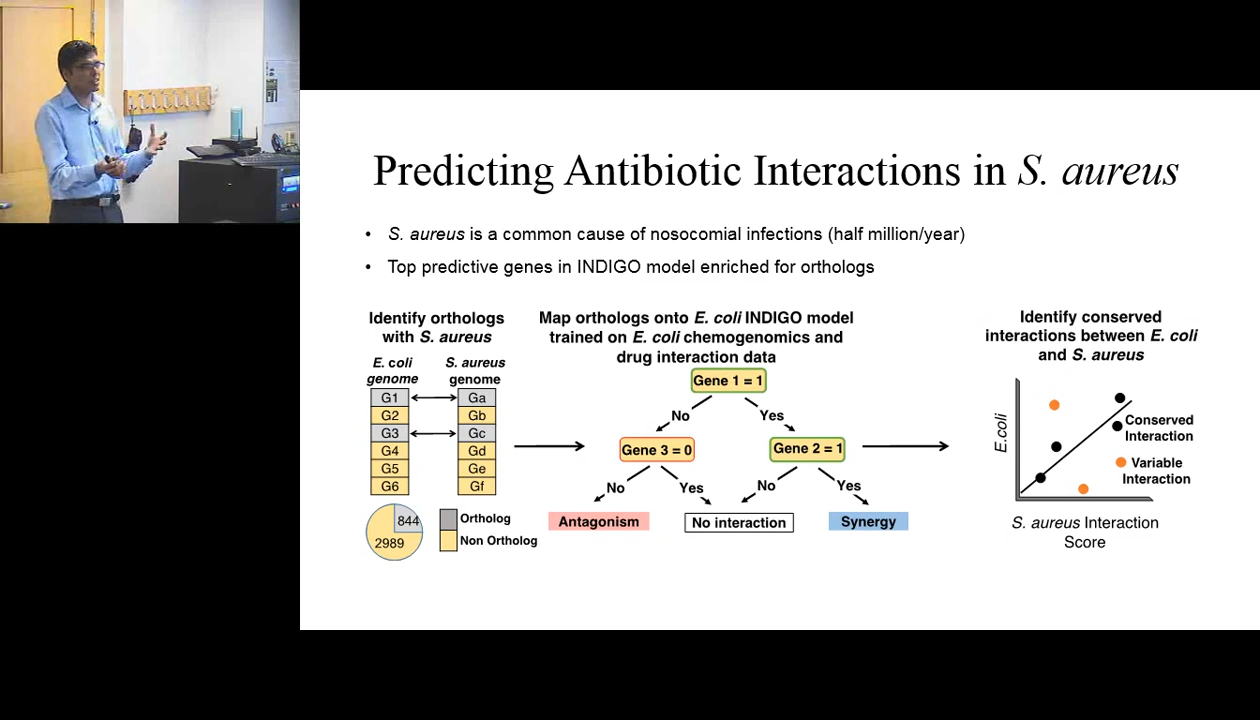 Predicting Antibiotic Interactions in S. aureus
• S. aureus is a common cause of nosocomial infections (half million/year)
• Top predictive genes in INDIGO model enriched for orthologs
Identify orthologs
with S. aureus
E. coli
genome
S. aureus
genome
G1
Ga
G2
Gb
G3
Gc
G4
Gd
G5
Ge
G6
Gf
844
2989
Ortholog
Non Ortholog
Map orthologs onto E. coli INDIGO model
trained on E. coli chemogenomics and
drug interaction data
Gene 1 = 1
No
Yes
Gene 3 = 0
Gene 2 = 1
No
Yes
No
Yes
Antagonism
No interaction
Synergy
Identify conserved
interactions between E. coli
and S. aureus
E.coli
Conserved
Interaction
Variable
Interaction
S. aureus Interaction
Score